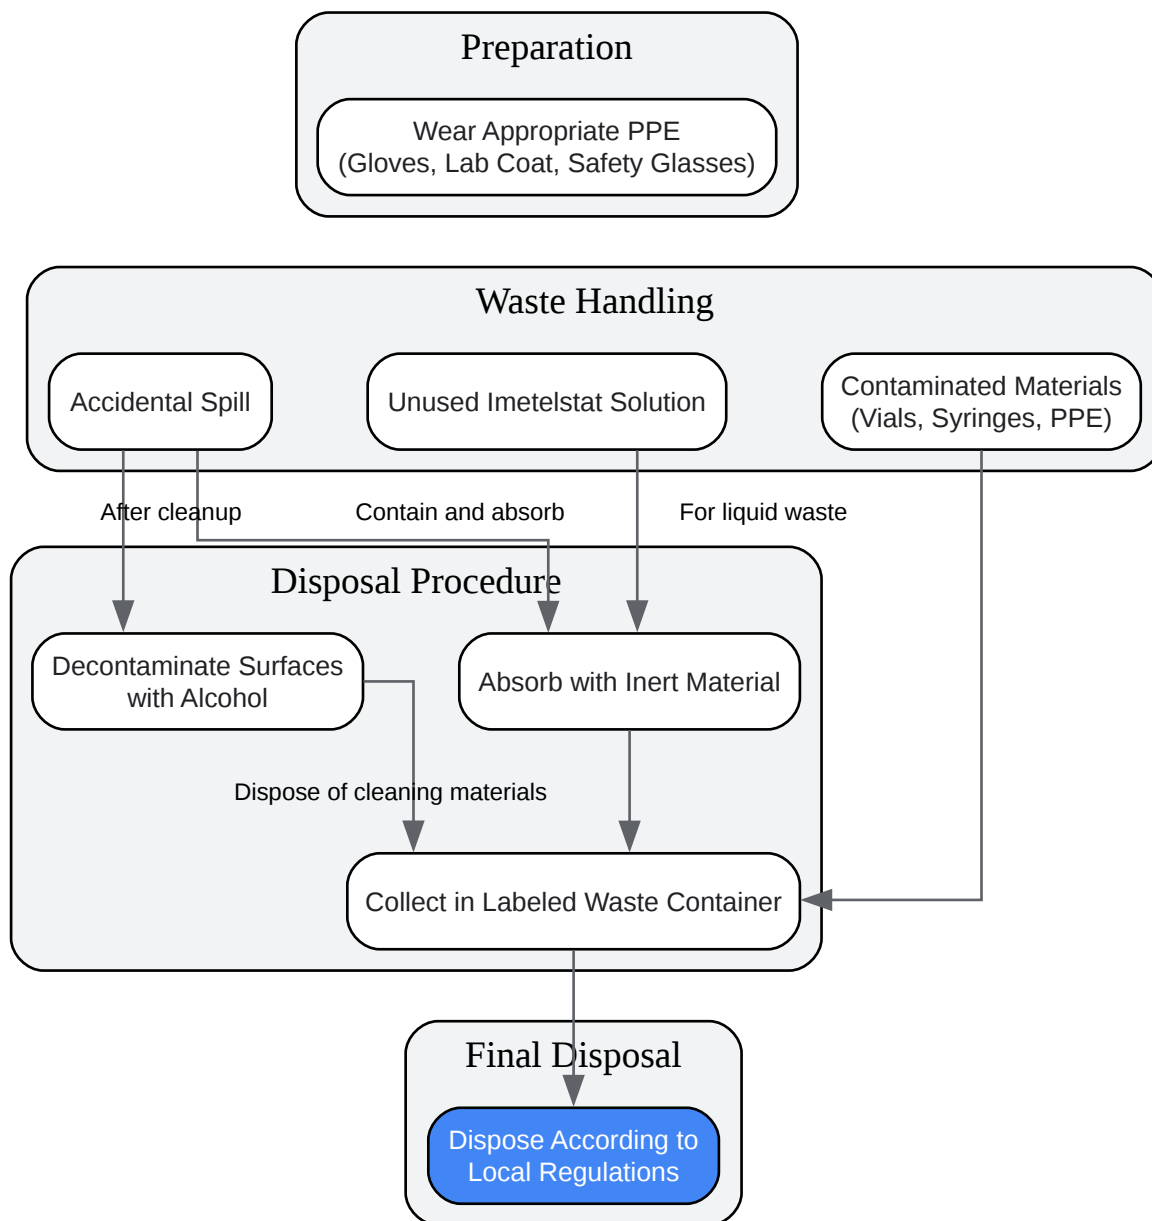 Preparation
Wear Appropriate PPE
(Gloves, Lab Coat, Safety Glasses)
Waste Handling
Accidental Spill
Unused Imetelstat Solution
Contaminated Materials
(Vials, Syringes, PPE)
After cleanup
Contain and absorb
For liquid waste
Disposal Procedure
Decontaminate Surfaces
with Alcohol
Absorb with Inert Material
Dispose of cleaning materials
Collect in Labeled Waste Container
Final Disposal
Dispose According to
Local Regulations